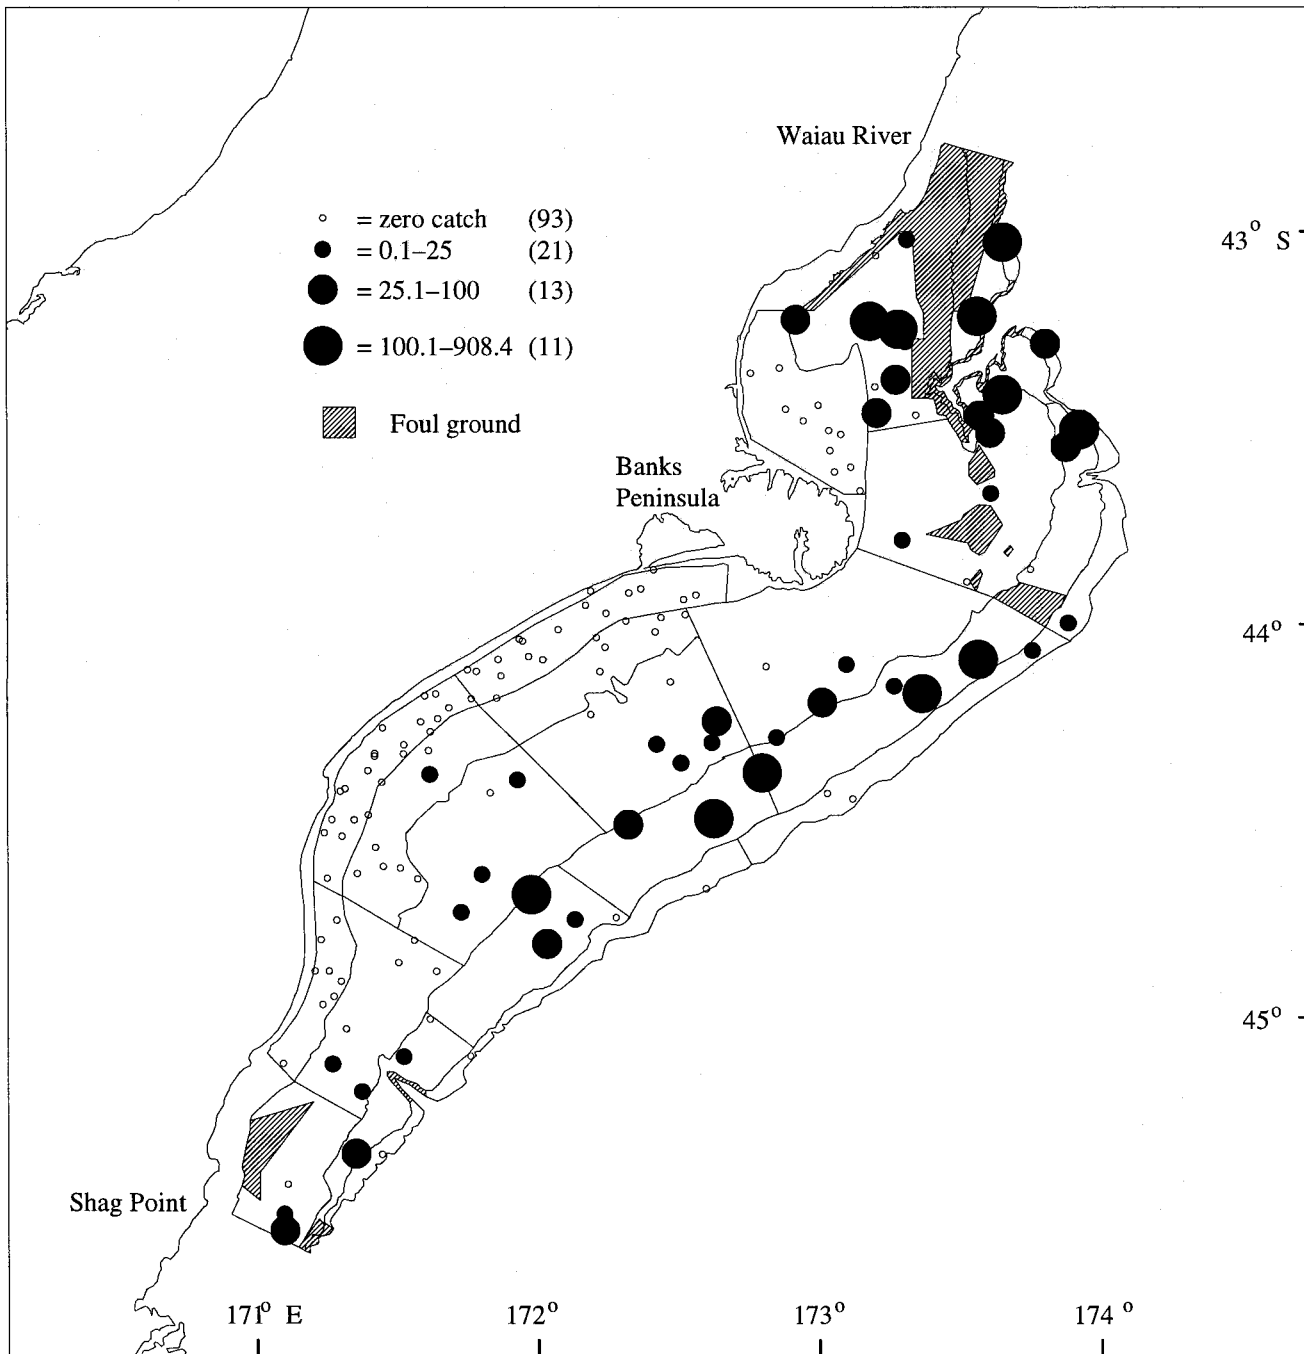 Waiau River
= zero catch (93)
= 0.1–25 (21)
= 25.1–100 (13)
= 100.1–908.4 (11)
Foul ground
Banks
Peninsula
Shag Point
43° S
44°
45°
171° E
172°
173°
174°